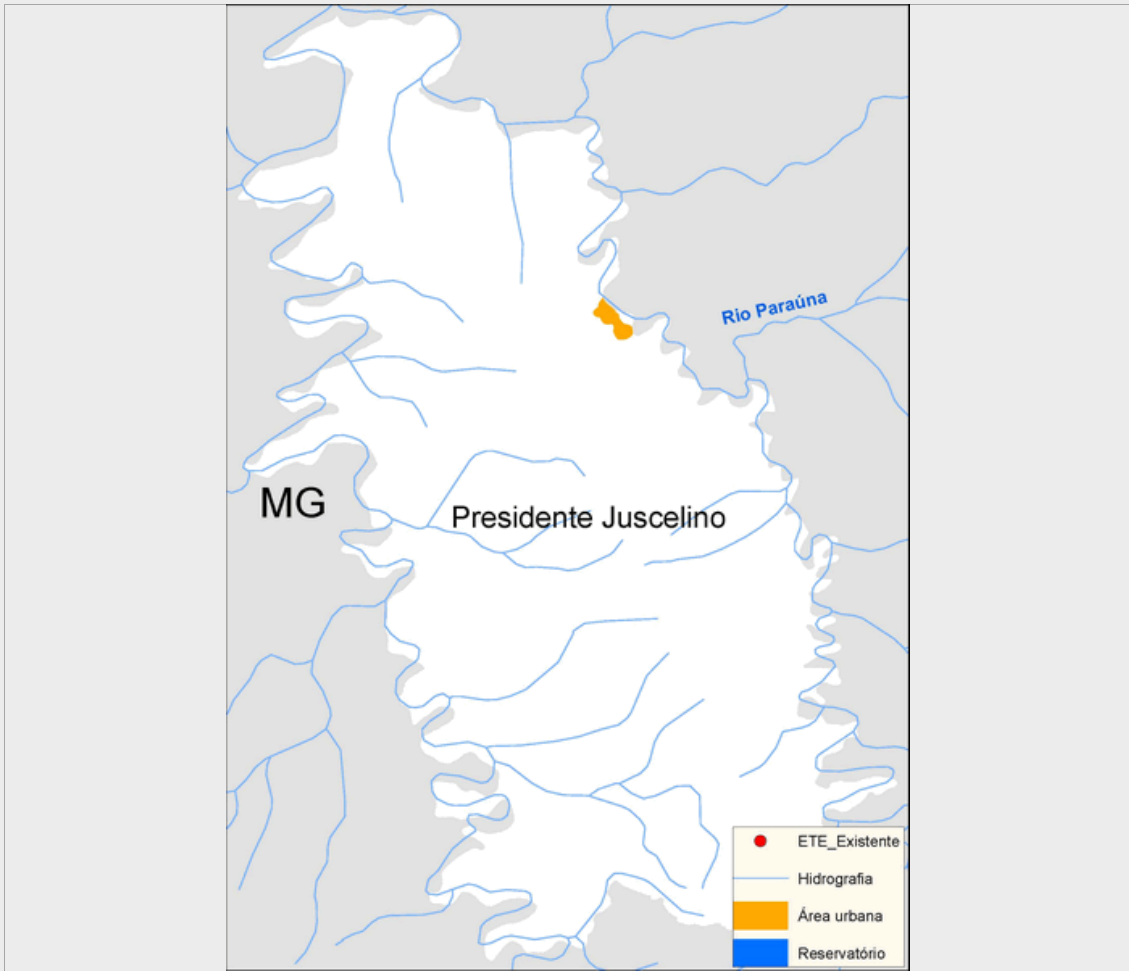 Rio Paraúna
MG
Presidente Juscelino
ETE_Existente
Hidrografia
Área urbana
Reservatório